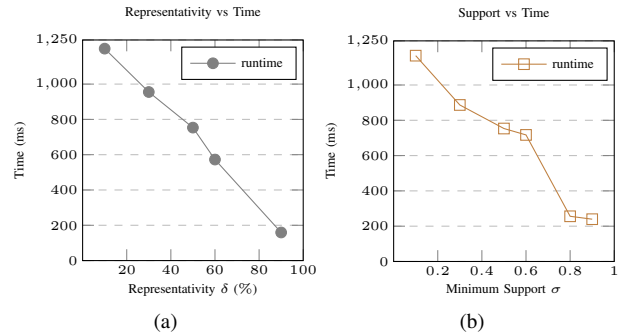 Representativity vs Time
1,250
1,000
800
600
400
200
0
Time (ms)
runtime
20 40 60 80 100
Representativity δ (%)
(a)
Support vs Time
1,250
1,000
800
600
400
200
0
Time (ms)
runtime
0.2 0.4 0.6 0.8 1
Minimum Support σ
(b)